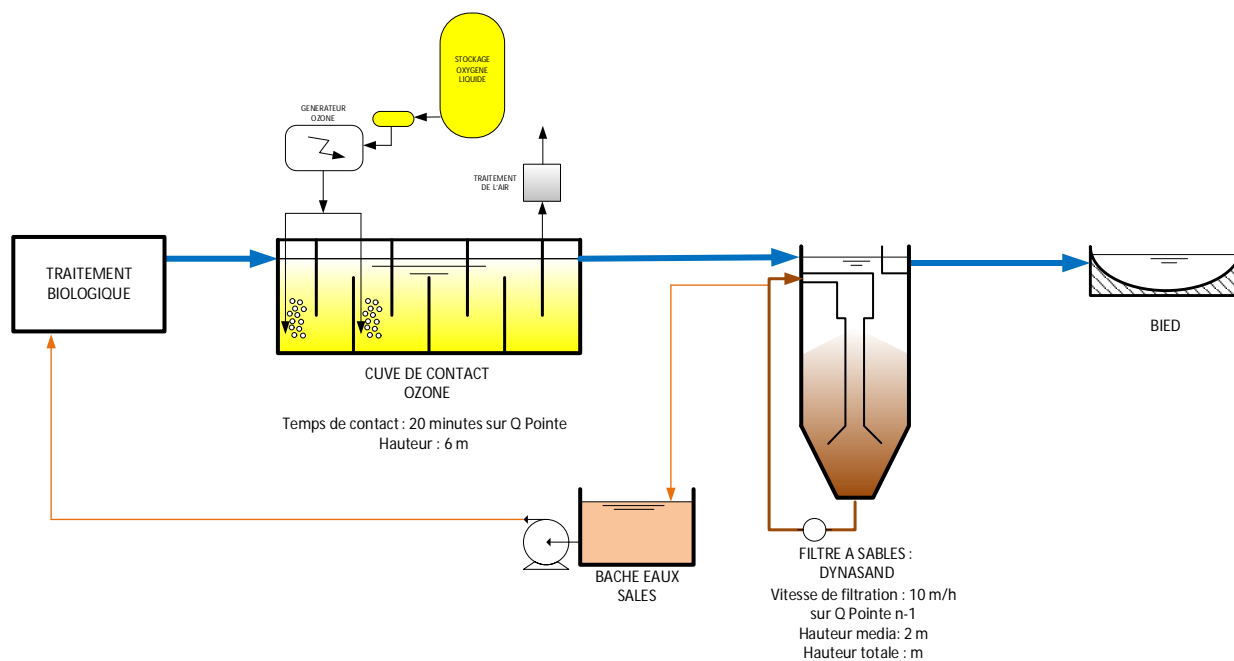 STOCKAGE
OXYGENE
LIQUIDE
GENERATEUR
OZONE
TRAITEMENT
DE L'AIR
TRAITEMENT
BIOLOGIQUE
CUVE DE CONTACT
OZONE
Temps de contact : 20 minutes sur Q Pointe
Hauteur : 6 m
BIED
BACHE EAUX
SALES
FILTRE A SABLES :
DYNASAND
Vitesse de filtration : 10 m/h
sur Q Pointe n-1
Hauteur media: 2 m
Hauteur totale : m